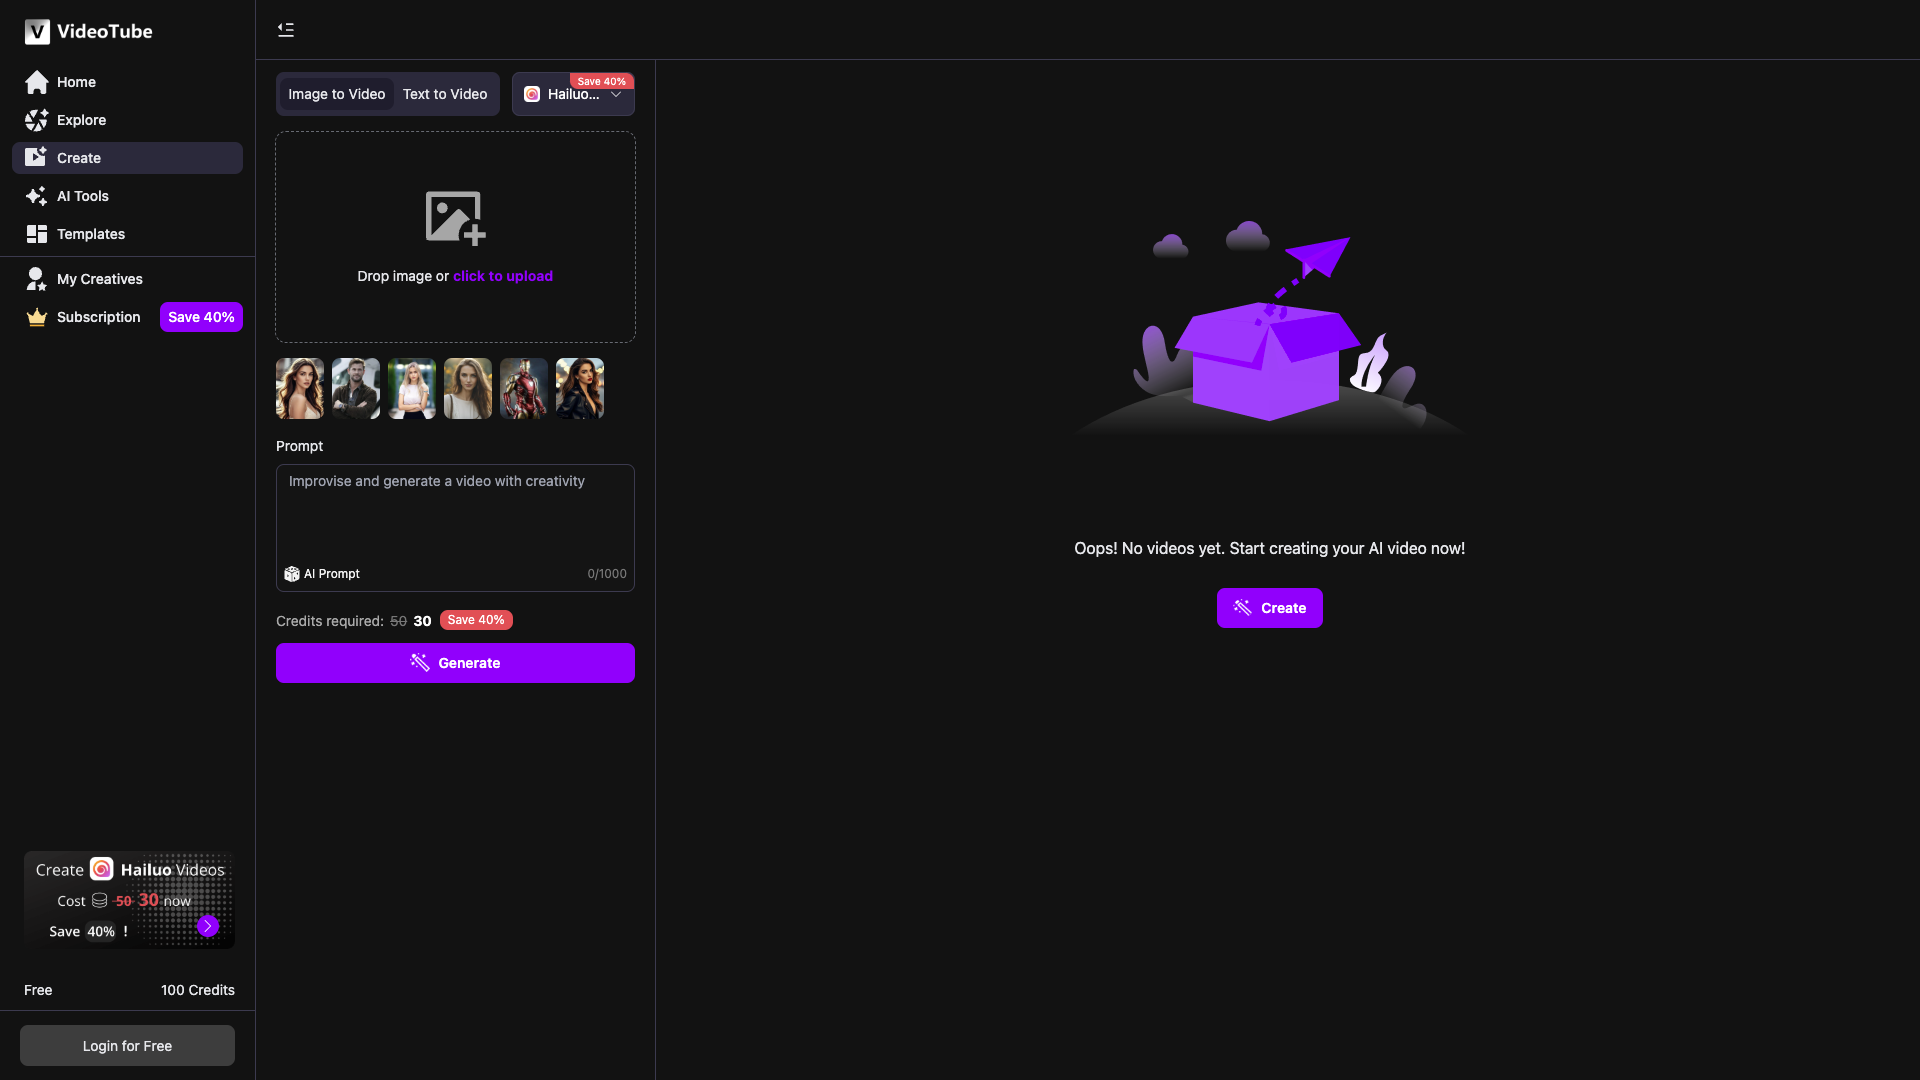 V VideoTube
Home
Explore
Create
AI Tools
Templates
My Creatives
Subscription Save 40%
Create Hailuo Videos
Cost 50 30 now
Save 40% !
Free 100 Credits
Login for Free
Image to Video Text to Video
Hailuo...
Save 40%
Drop image or click to upload
Prompt
Improvise and generate a video with creativity
AI Prompt 0/1000
Credits required: 50 30 Save 40%
Generate
Oops! No videos yet. Start creating your AI video now!
Create